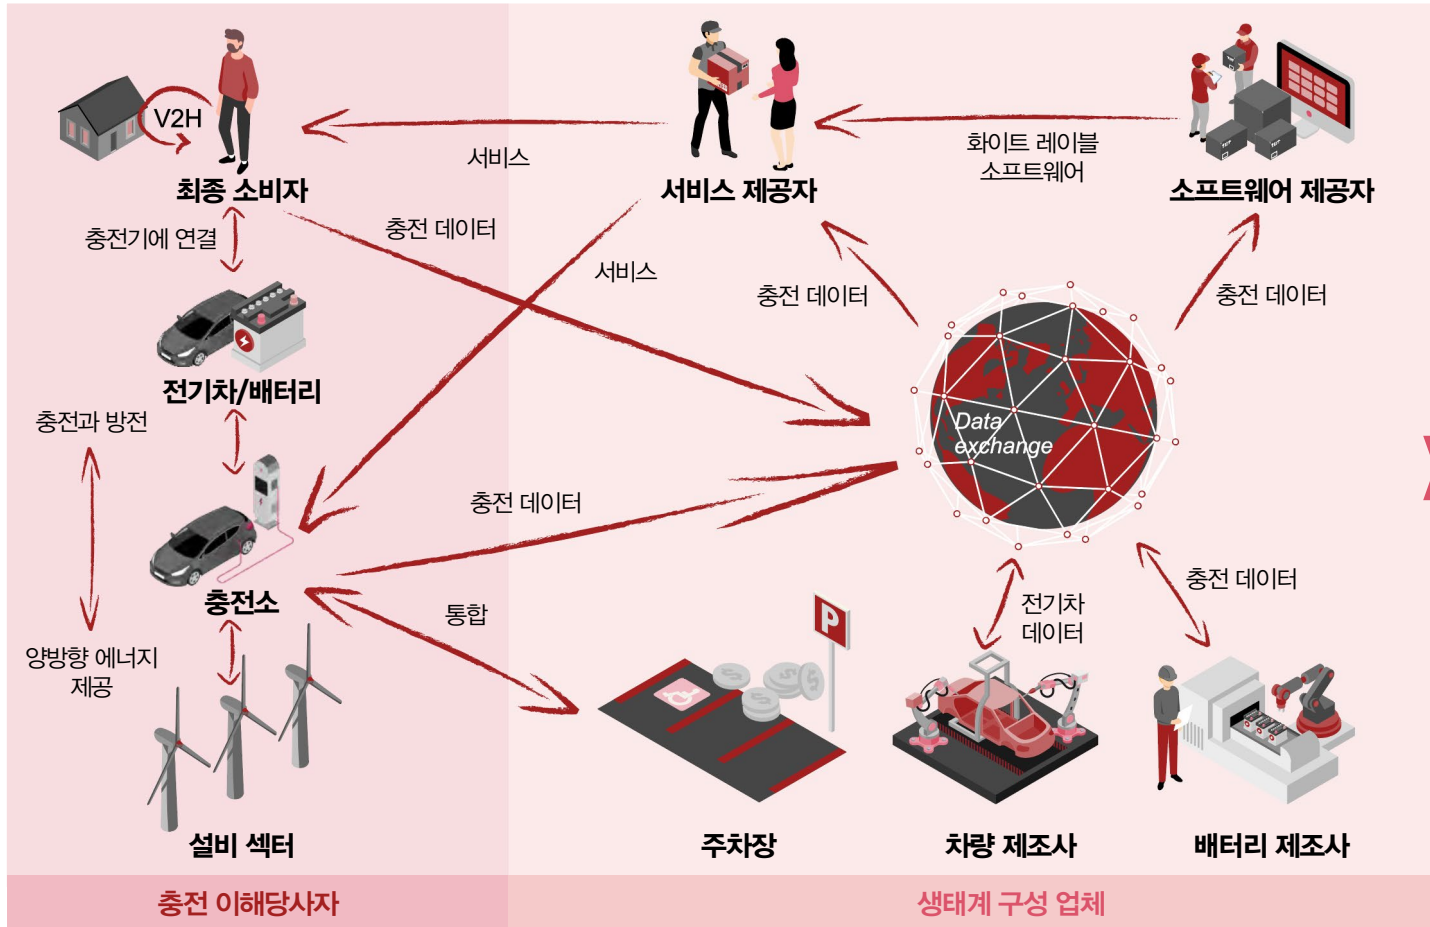 V2H
최종 소비자
서비스
서비스 제공자
화이트 레이블
소프트웨어
소프트웨어 제공자
충전기에 연결
충전 데이터
서비스
충전 데이터
충전 데이터
전기차/배터리
충전과 방전
Data
exchange
충전 데이터
충전소
통합
전기차
데이터
충전 데이터
양방향 에너지
제공
P
설비 섹터
주차장
차량 제조사
배터리 제조사
충전 이해당사자
생태계 구성 업체